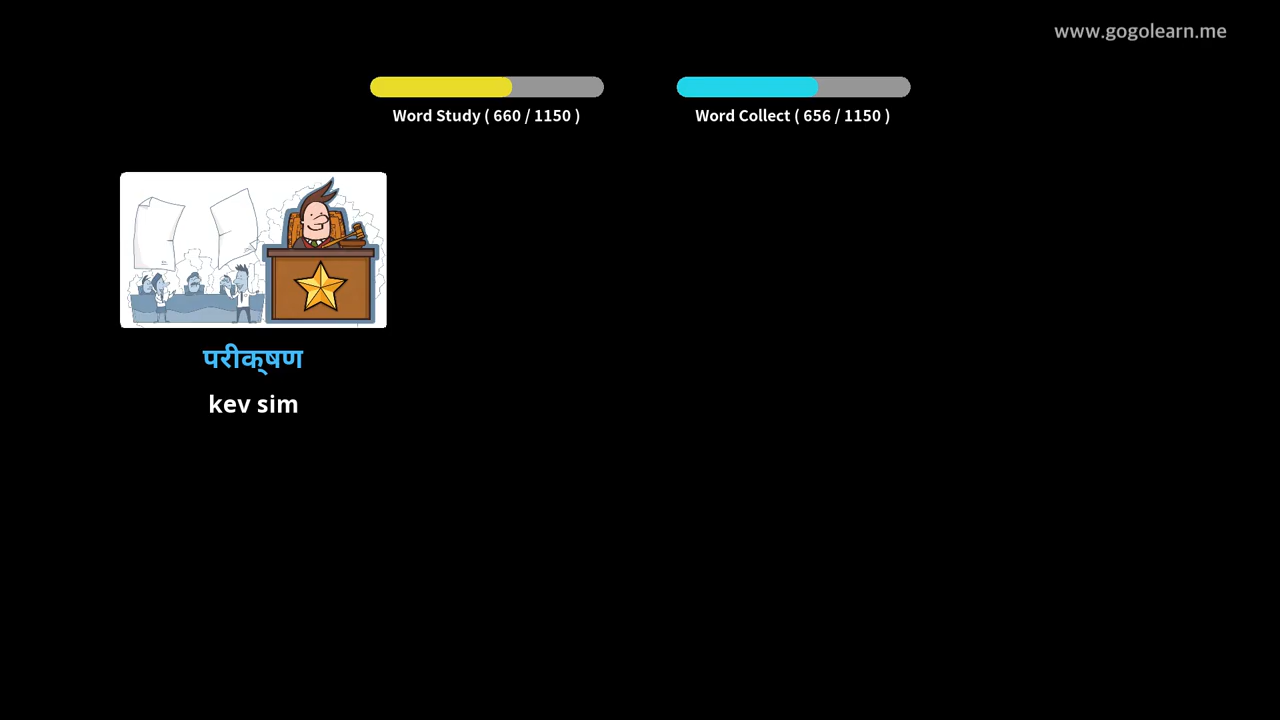 www.gogolearn.me
Word Study ( 660 / 1150 )
Word Collect ( 656 / 1150 )
परीक्षण
kev sim